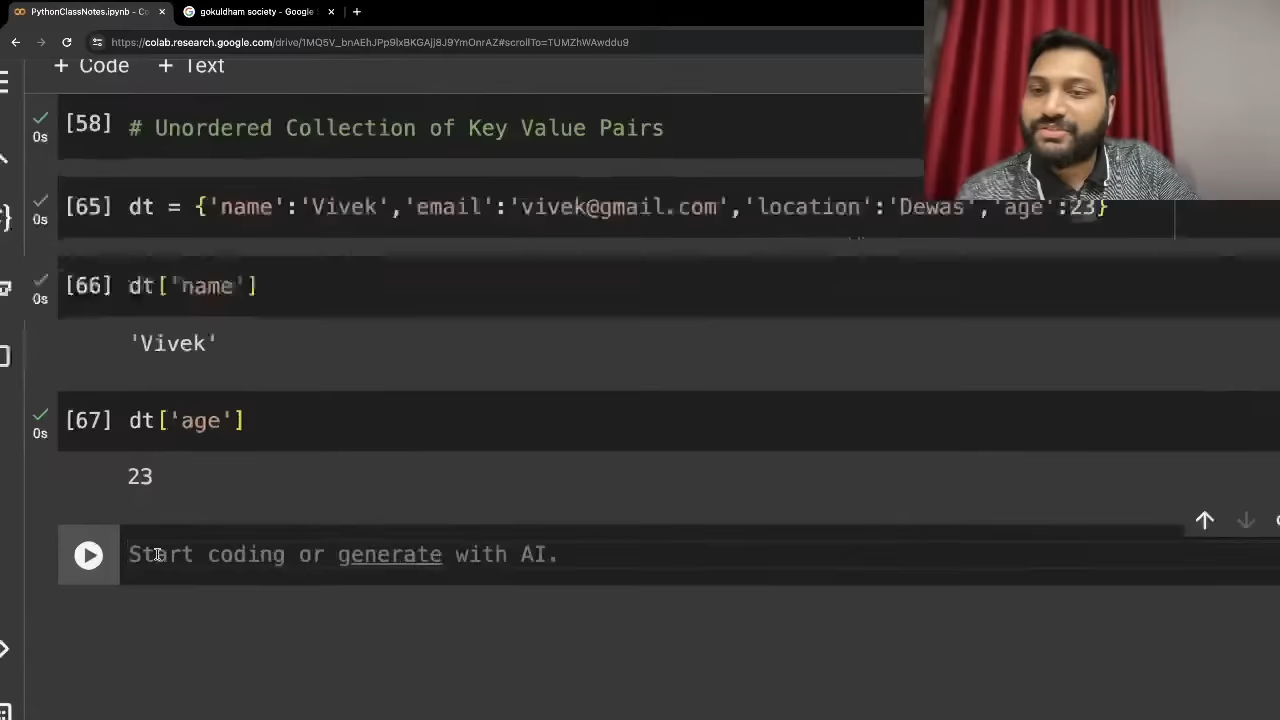 PythonClassNotes.ipynb - Co
gokuldham society - Google
https://colab.research.google.com/drive/1MQ5V_bnAEhJPp9lxBKGAjj8J9YmOnrAZ#scrollTo=TUMZhWAwddu9
+ Code + Text
[58] # Unordered Collection of Key Value Pairs
0s
[65] dt = {'name':'Vivek','email':'vivek@gmail.com','location':'Dewas','age':23}
0s
[66] dt['name']
0s
'Vivek'
[67] dt['age']
0s
23
Start coding or generate with AI.